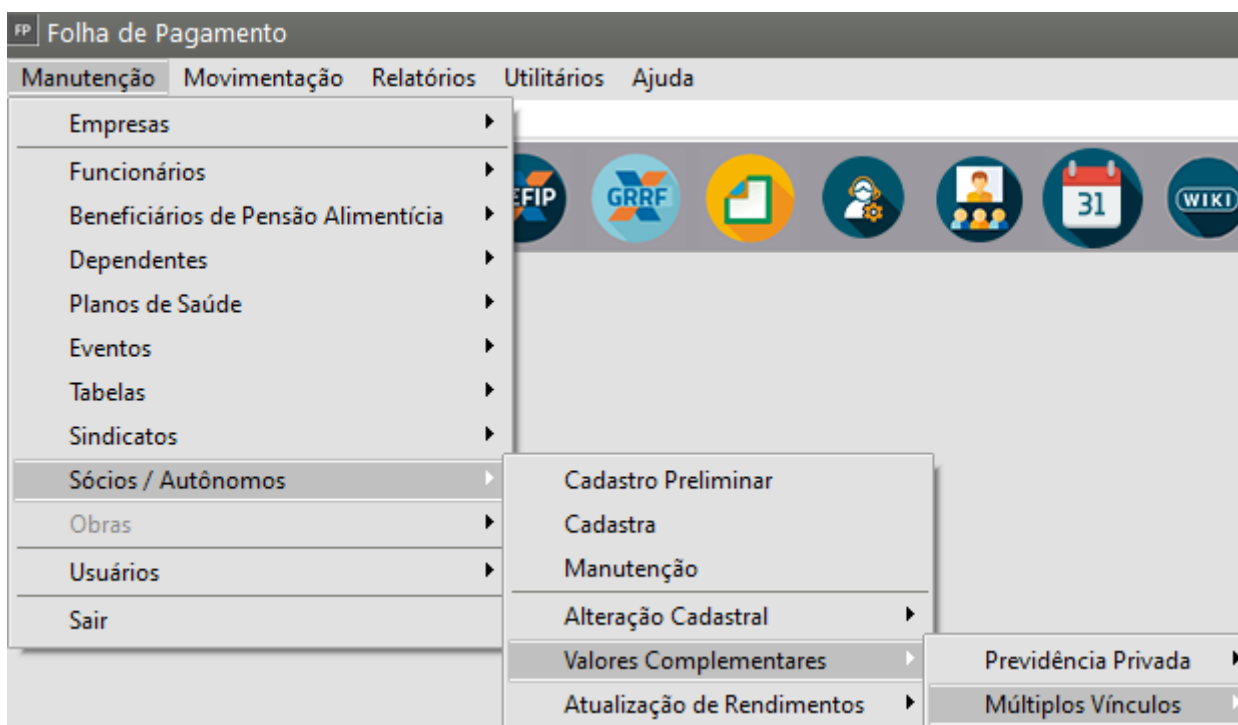 FP Folha de Pagamento
Manutenção Movimentação Relatórios Utilitários Ajuda
Empresas
Funcionários
EFIP GRRF 31 WIKI
Beneficiários de Pensão Alimentícia
Dependentes
Planos de Saúde
Eventos
Tabelas
Sindicatos
Sócios / Autônomos
Cadastro Preliminar
Obras
Cadastra
Usuários
Manutenção
Sair
Alteração Cadastral
Valores Complementares
Previdência Privada
Atualização de Rendimentos
Múltiplos Vínculos